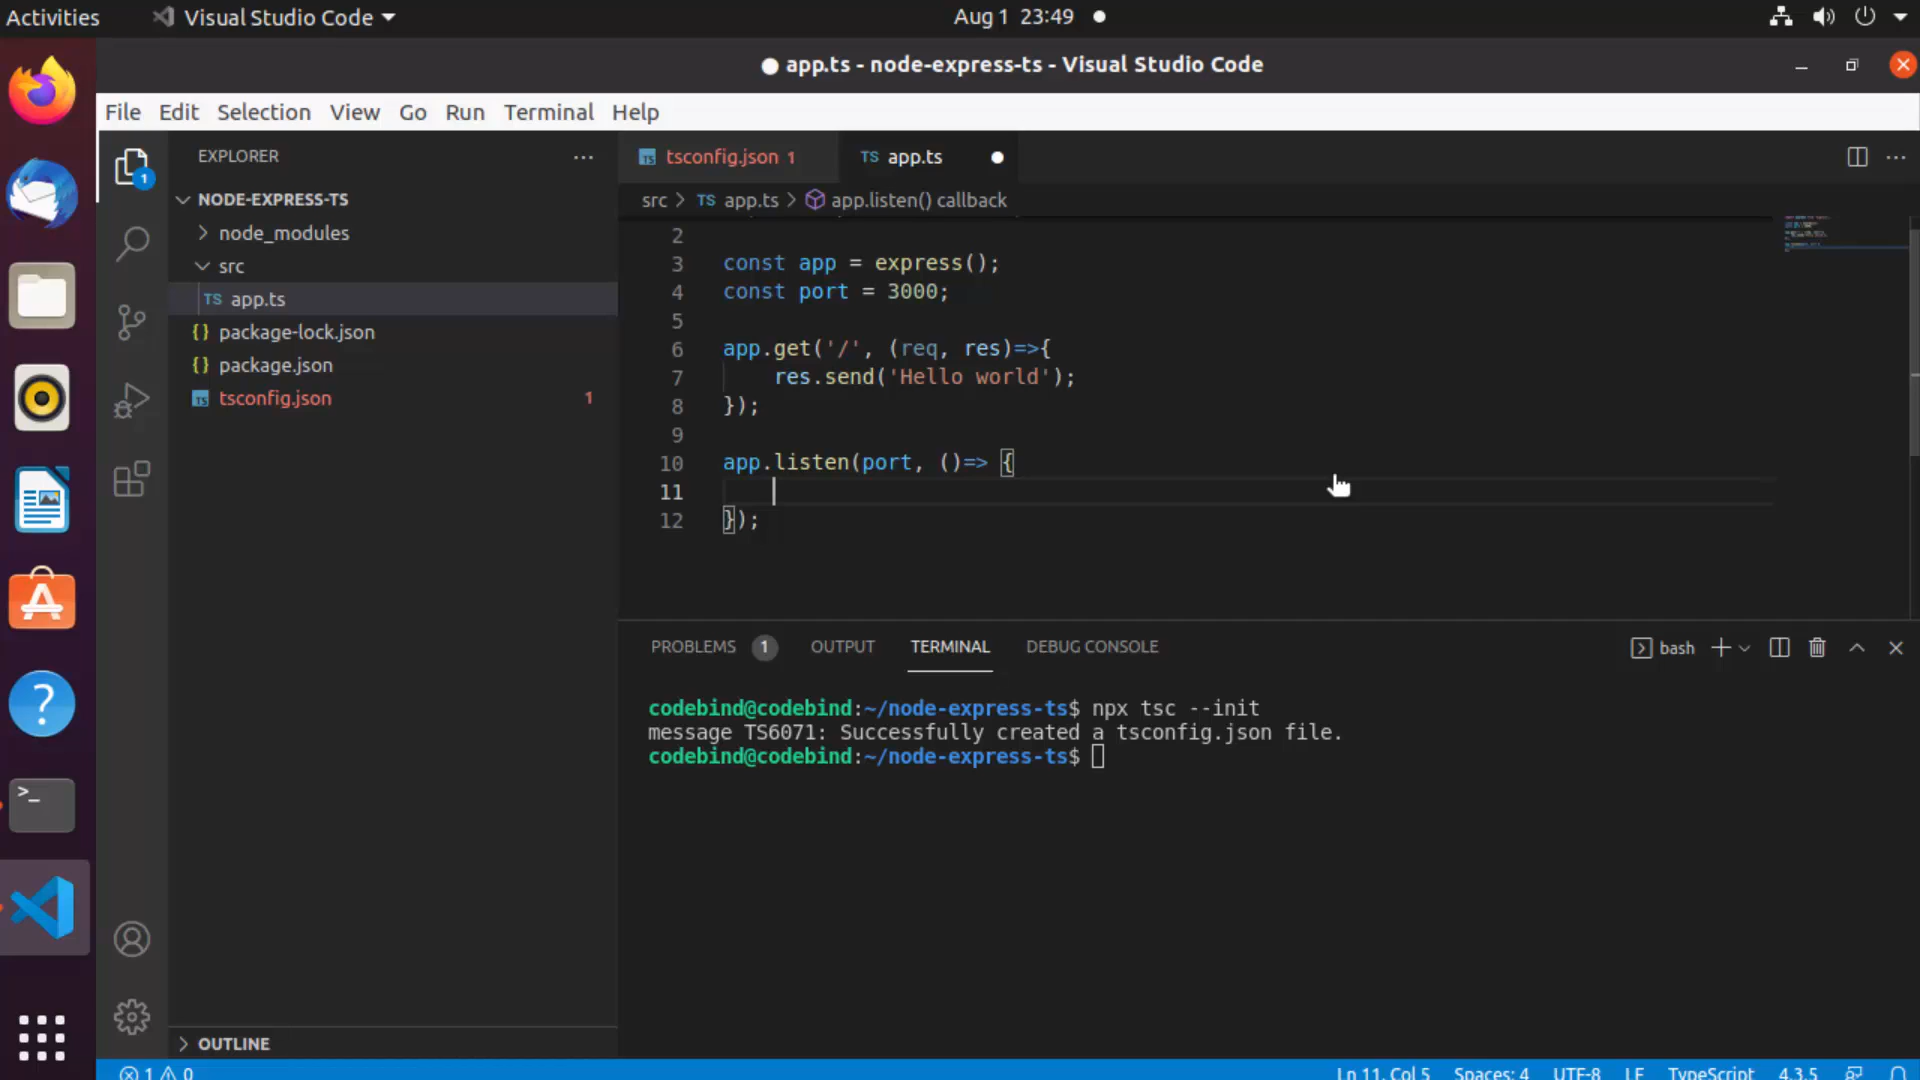 Activities
Visual Studio Code
Aug 1 23:49
● app.ts - node-express-ts - Visual Studio Code
File Edit Selection View Go Run Terminal Help
EXPLORER
NODE-EXPRESS-TS
node_modules
src
TS app.ts
{} package-lock.json
{} package.json
TS tsconfig.json 1
1
TS tsconfig.json 1
TS app.ts
src > TS app.ts > app.listen() callback
2
3 const app = express();
4 const port = 3000;
5
6 app.get('/', (req, res)=>{
7 res.send('Hello world');
8 });
9
10 app.listen(port, ()=> {
11
12 });
PROBLEMS 1 OUTPUT TERMINAL DEBUG CONSOLE
bash
codebind@codebind:~/node-express-ts$ npx tsc --init
message TS6071: Successfully created a tsconfig.json file.
codebind@codebind:~/node-express-ts$
OUTLINE
1 0
Ln 11, Col 5 Spaces: 4 UTF-8 LF TypeScript 4.3.5